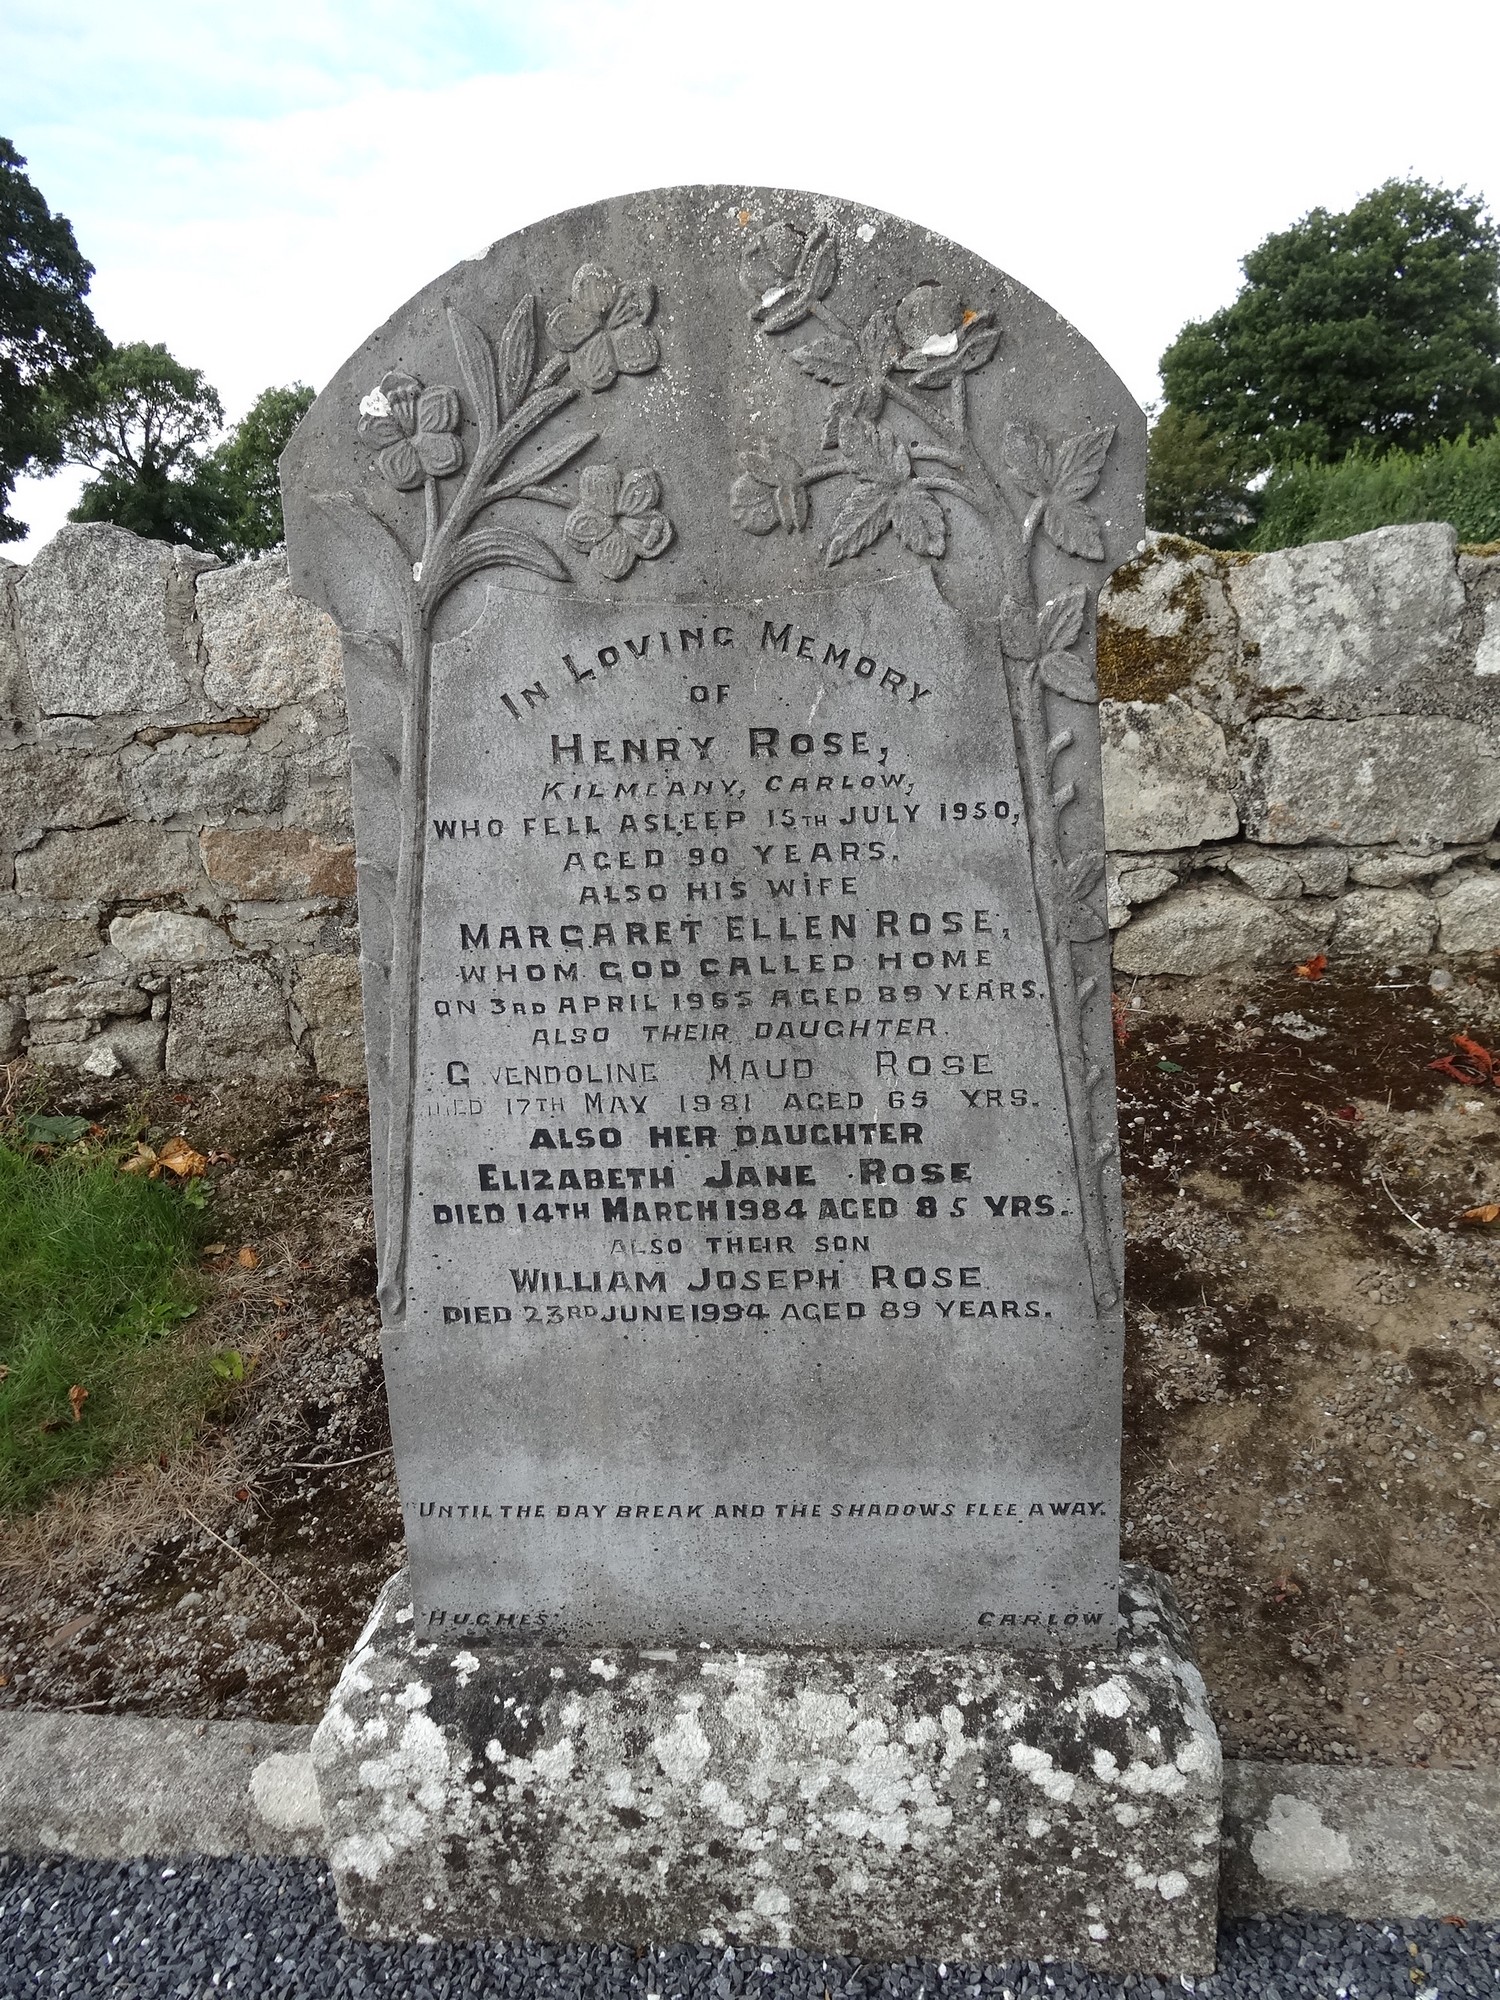 IN LOVING MEMORY
OF
HENRY ROSE,
KILMEANY, CARLOW,
WHO FELL ASLEEP 15TH JULY 1950,
AGED 90 YEARS.
ALSO HIS WIFE
MARGARET ELLEN ROSE,
WHOM GOD CALLED HOME
ON 3RD APRIL 1965 AGED 89 YEARS.
ALSO THEIR DAUGHTER
GWENDOLINE MAUD ROSE
DIED 17TH MAY 1981 AGED 65 YRS.
ALSO HER DAUGHTER
ELIZABETH JANE ROSE
DIED 14TH MARCH 1984 AGED 85 YRS.
ALSO THEIR SON
WILLIAM JOSEPH ROSE
DIED 23RD JUNE 1994 AGED 89 YEARS.
"UNTIL THE DAY BREAK AND THE SHADOWS FLEE AWAY."
HUGHES CARLOW